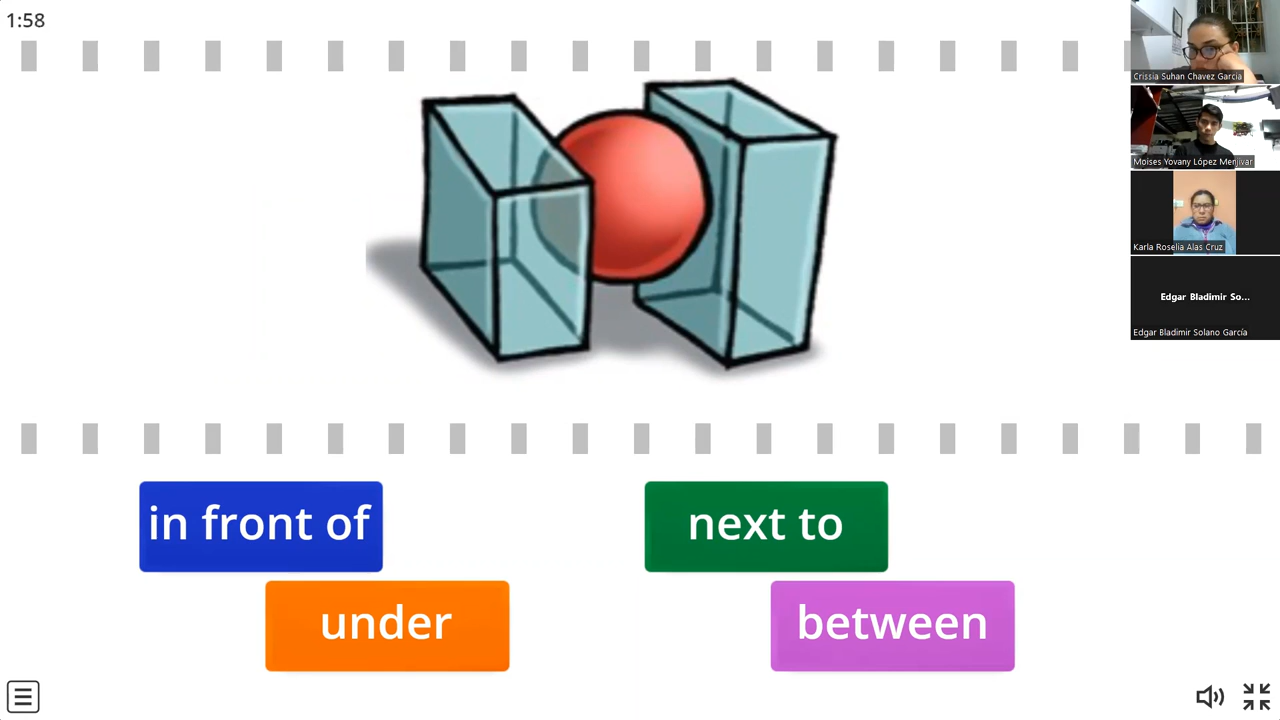 1:58
Crissia Suhan Chavez Garcia
Moises Yovany López Menjivar
Karla Roselia Alas Cruz
Edgar Bladimir So...
Edgar Bladimir Solano García
in front of
next to
under
between